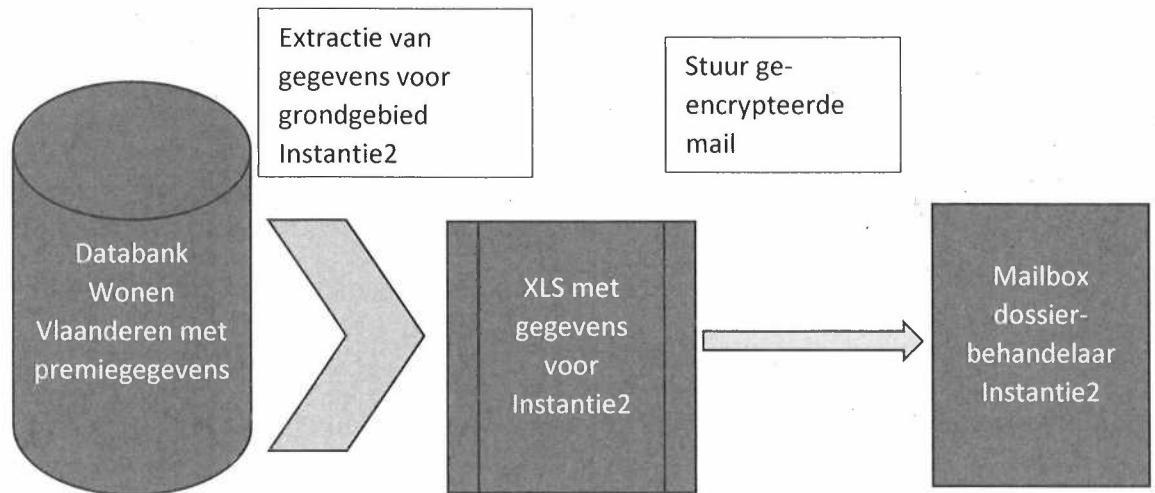 Extractie van
gegevens voor
grondgebied
Instantie2
Stuur ge-
encrypteerde
mail
Databank
Wonen
Vlaanderen met
premiegegevens
XLS met
gegevens
voor
Instantie2
Mailbox
dossier-
behandelaar
Instantie2